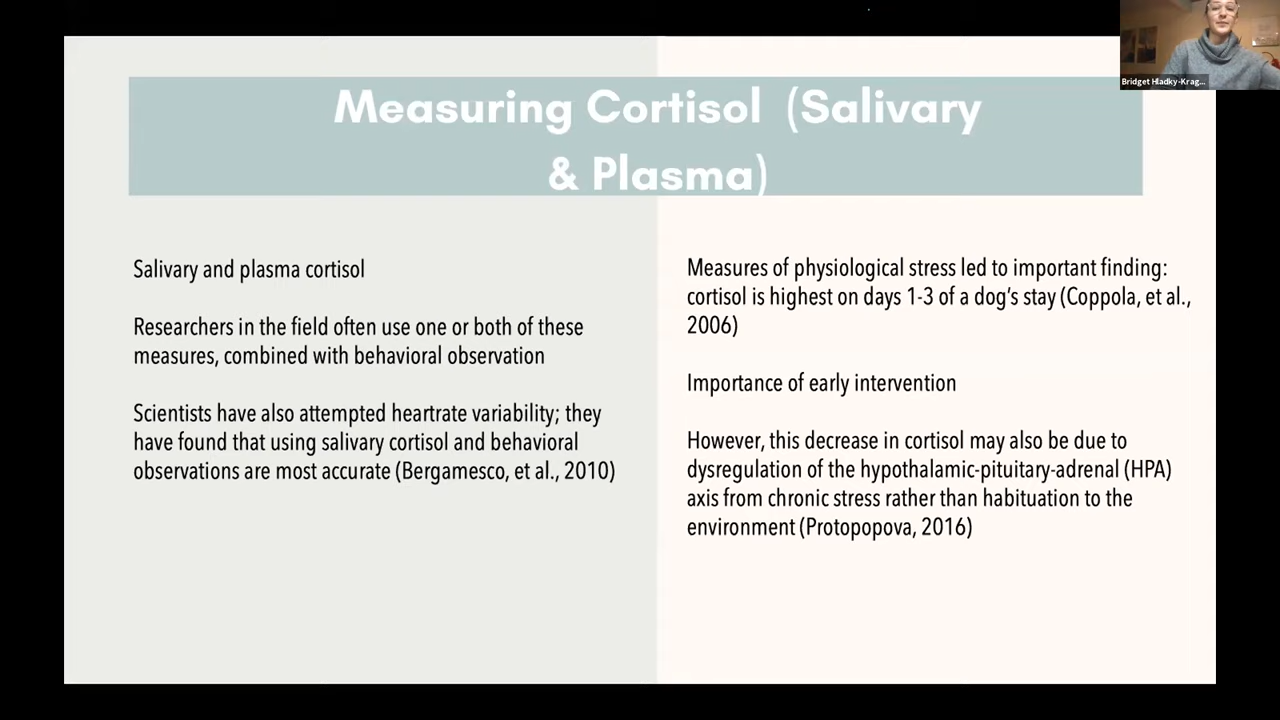 Measuring Cortisol (Salivary
& Plasma)
Bridget Hladky-Krag...
Salivary and plasma cortisol
Researchers in the field often use one or both of these
measures, combined with behavioral observation
Scientists have also attempted heartrate variability; they
have found that using salivary cortisol and behavioral
observations are most accurate (Bergamesco, et al., 2010)
Measures of physiological stress led to important finding:
cortisol is highest on days 1-3 of a dog's stay (Coppola, et al.,
2006)
Importance of early intervention
However, this decrease in cortisol may also be due to
dysregulation of the hypothalamic-pituitary-adrenal (HPA)
axis from chronic stress rather than habituation to the
environment (Protopopova, 2016)